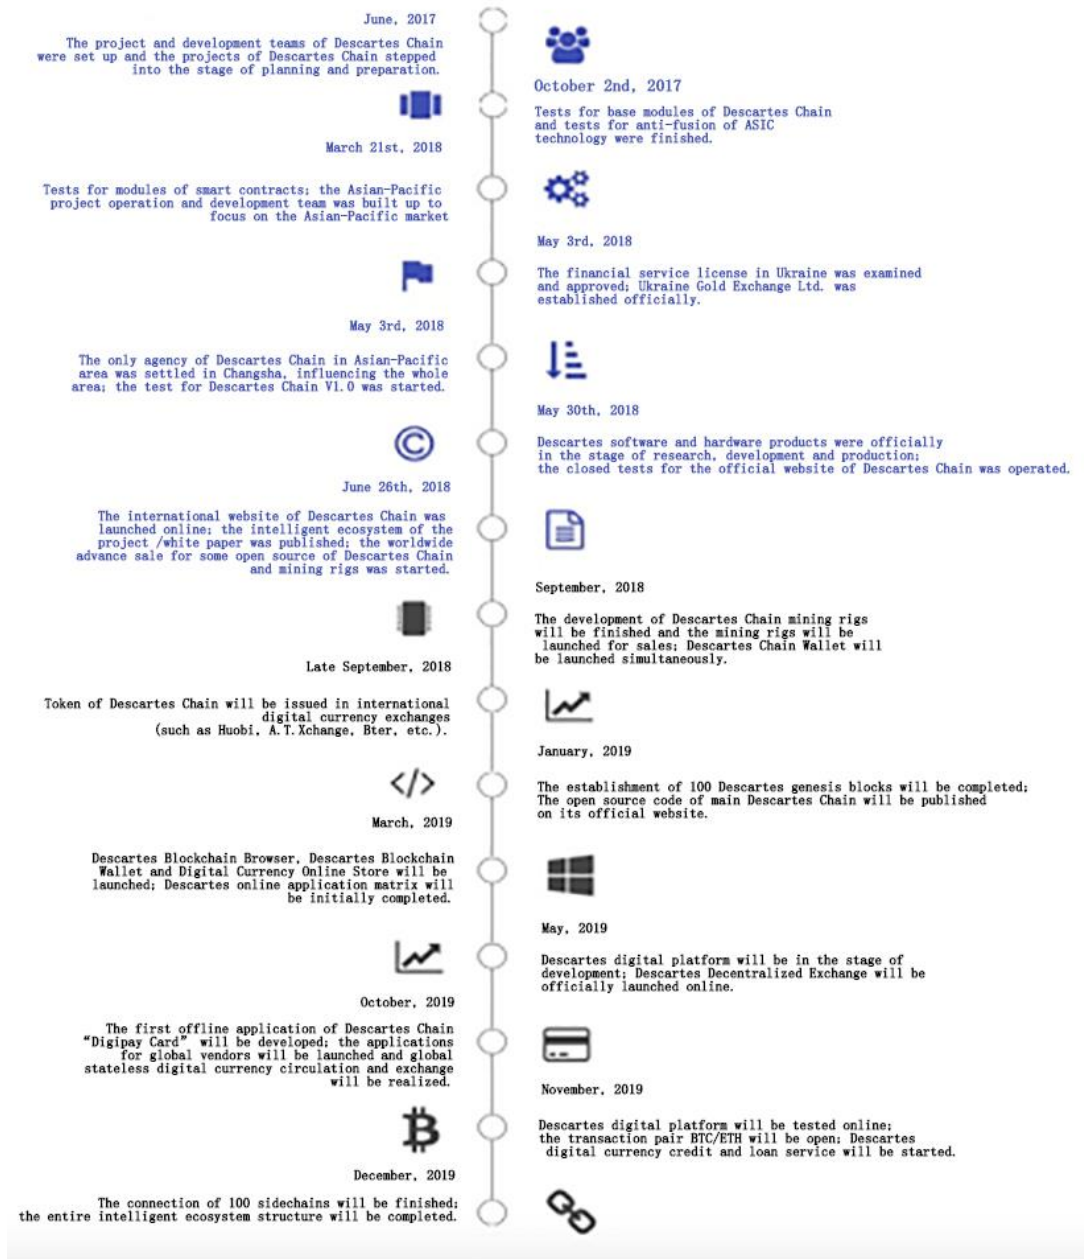 June, 2017
The project and development teams of Descartes Chain
were set up and the projects of Descartes Chain stepped
into the stage of planning and preparation.
October 2nd, 2017
Tests for base modules of Descartes Chain
and tests for anti-fusion of ASIC
technology were finished.
March 21st, 2018
Tests for modules of smart contracts; the Asian-Pacific
project operation and development team was built up to
focus on the Asian-Pacific market
May 3rd, 2018
The financial service license in Ukraine was examined
and approved; Ukraine Gold Exchange Ltd. was
established officially.
May 3rd, 2018
The only agency of Descartes Chain in Asian-Pacific
area was settled in Changsha, influencing the whole
area; the test for Descartes Chain V1.0 was started.
May 30th, 2018
Descartes software and hardware products were officially
in the stage of research, development and production;
the closed tests for the official website of Descartes Chain was operated.
June 26th, 2018
The international website of Descartes Chain was
launched online; the intelligent ecosystem of the
project /white paper was published; the worldwide
advance sale for some open source of Descartes Chain
and mining rigs was started.
September, 2018
The development of Descartes Chain mining rigs
will be finished and the mining rigs will be
launched for sales; Descartes Chain Wallet will
be launched simultaneously.
Late September, 2018
Token of Descartes Chain will be issued in international
digital currency exchanges
(such as Huobi, A.T.Xchange, Bter, etc.).
January, 2019
The establishment of 100 Descartes genesis blocks will be completed;
The open source code of main Descartes Chain will be published
on its official website.
March, 2019
Descartes Blockchain Browser, Descartes Blockchain
Wallet and Digital Currency Online Store will be
launched; Descartes online application matrix will
be initially completed.
May, 2019
Descartes digital platform will be in the stage of
development; Descartes Decentralized Exchange will be
officially launched online.
October, 2019
The first offline application of Descartes Chain
“Digipay Card” will be developed; the applications
for global vendors will be launched and global
stateless digital currency circulation and exchange
will be realized.
November, 2019
Descartes digital platform will be tested online;
the transaction pair BTC/ETH will be open; Descartes
digital currency credit and loan service will be started.
December, 2019
The connection of 100 sidechains will be finished;
the entire intelligent ecosystem structure will be completed.